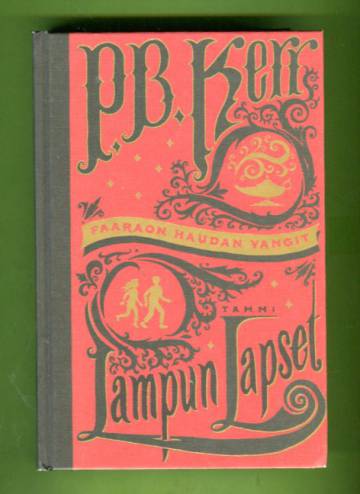 P.B. Kerr
FAARAON HAUDAN VANGIT
TAMMI
Lampun Lapset